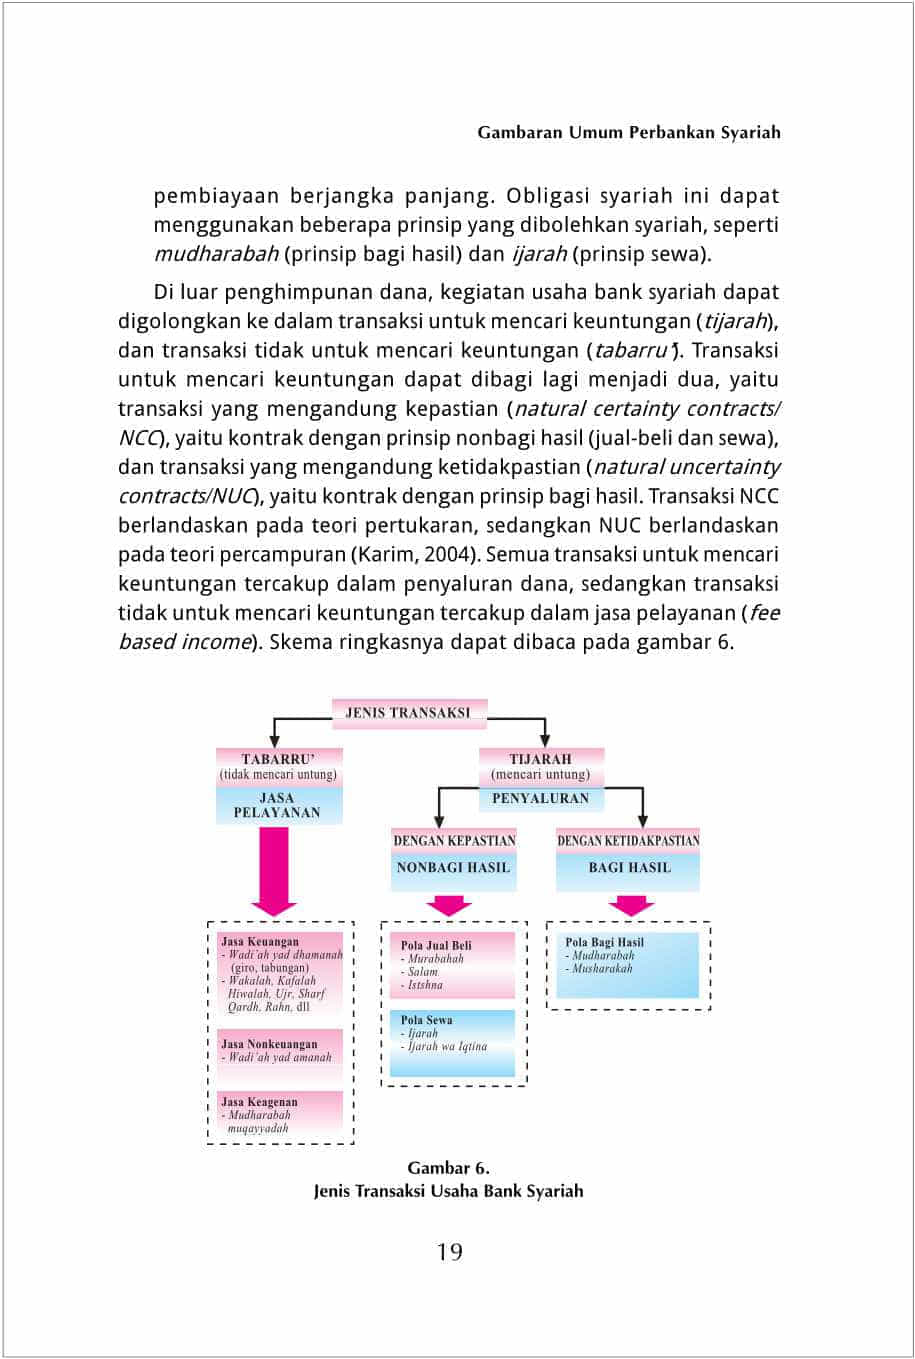 Gambaran Umum Perbankan Syariah
pembiayaan berjangka panjang. Obligasi syariah ini dapat
menggunakan beberapa prinsip yang dibolehkan syariah, seperti
mudharabah (prinsip bagi hasil) dan ijarah (prinsip sewa).
Di luar penghimpunan dana, kegiatan usaha bank syariah dapat
digolongkan ke dalam transaksi untuk mencari keuntungan (tijarah),
dan transaksi tidak untuk mencari keuntungan (tabarru'). Transaksi
untuk mencari keuntungan dapat dibagi lagi menjadi dua, yaitu
transaksi yang mengandung kepastian (natural certainty contracts/
NCC), yaitu kontrak dengan prinsip nonbagi hasil (jual-beli dan sewa),
dan transaksi yang mengandung ketidakpastian (natural uncertainty
contracts/NUC), yaitu kontrak dengan prinsip bagi hasil. Transaksi NCC
berlandaskan pada teori pertukaran, sedangkan NUC berlandaskan
pada teori percampuran (Karim, 2004). Semua transaksi untuk mencari
keuntungan tercakup dalam penyaluran dana, sedangkan transaksi
tidak untuk mencari keuntungan tercakup dalam jasa pelayanan (fee
based income). Skema ringkasnya dapat dibaca pada gambar 6.
JENIS TRANSAKSI
TABARRU'
(tidak mencari untung)
JASA
PELAYANAN
TIJARAH
(mencari untung)
PENYALURAN
DENGAN KEPASTIAN
NONBAGI HASIL
DENGAN KETIDAKPASTIAN
BAGI HASIL
Jasa Keuangan
- Wadi'ah yad dhamanah
(giro, tabungan)
- Wakalah, Kafalah
Hiwalah, Ujr, Sharf
Qardh, Rahn, dll
Jasa Nonkeuangan
- Wadi'ah yad amanah
Jasa Keagenan
- Mudharabah
muqayyadah
Pola Jual Beli
- Murabahah
- Salam
- Istshna
Pola Sewa
- Ijarah
- Ijarah wa Iqtina
Pola Bagi Hasil
- Mudharabah
- Musharakah
Gambar 6.
Jenis Transaksi Usaha Bank Syariah
19